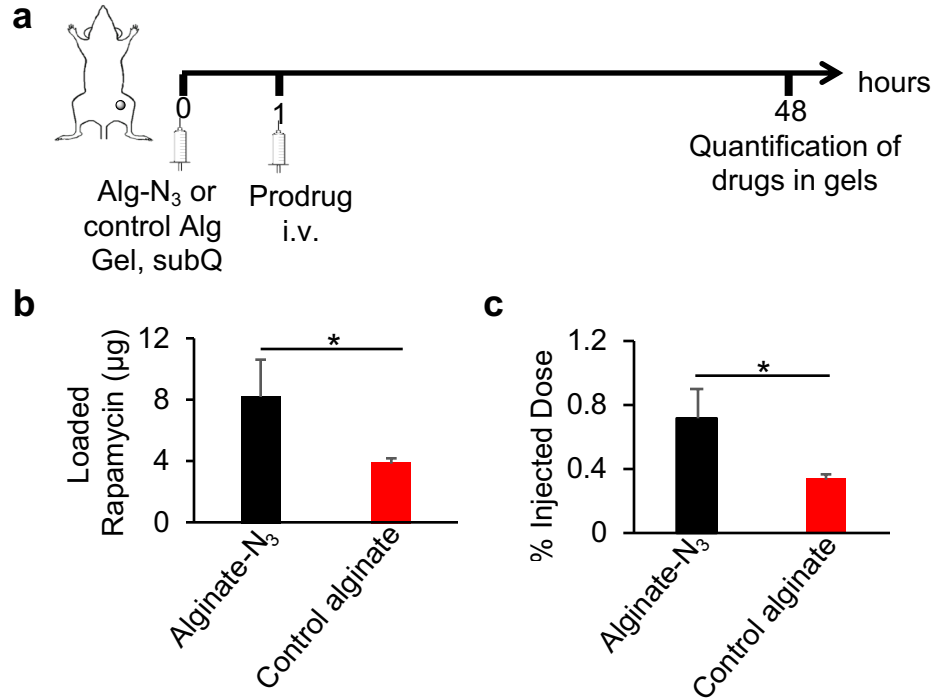 a
0
1
48
hours
Alg-N₃ or
control Alg
Gel, subQ
Prodrug
i.v.
Quantification of
drugs in gels
b
Loaded
Rapamycin (µg)
12
8
4
0
*
Alginate-N₃
Control alginate
c
% Injected Dose
1.2
0.8
0.4
0
*
Alginate-N₃
Control alginate